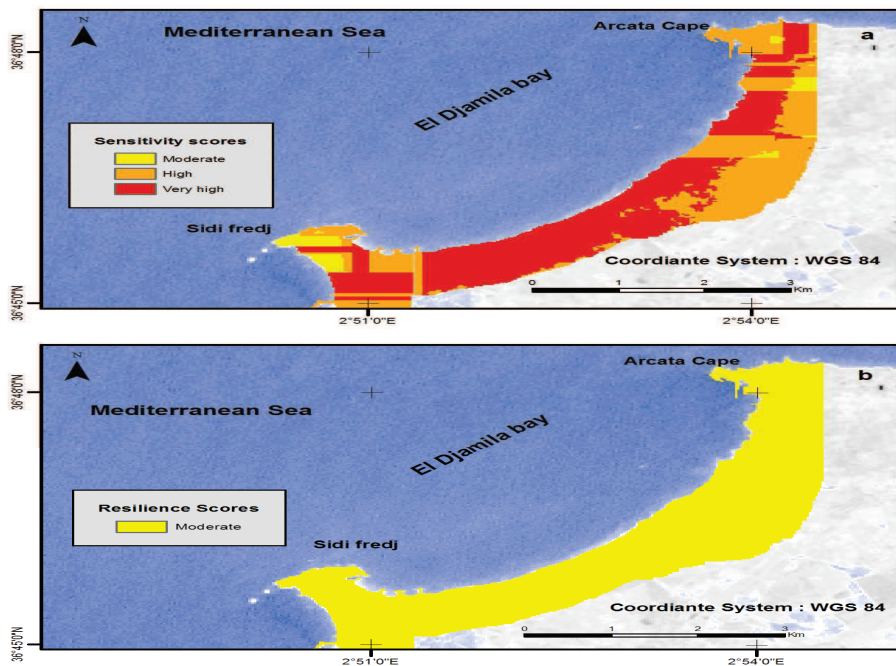 N
Mediterranean Sea
Arcata Cape
a
36°48'0"N
El Djamila bay
Sensitivity scores
Moderate
High
Very high
Sidi fredj
Coordiante System : WGS 84
0 1 2 3
Km
36°45'0"N
2°51'0"E 2°54'0"E
N
Arcata Cape
b
36°48'0"N
Mediterranean Sea
El Djamila bay
Resilience Scores
Moderate
Sidi fredj
Coordiante System : WGS 84
0 1 2 3
Km
36°45'0"N
2°51'0"E 2°54'0"E